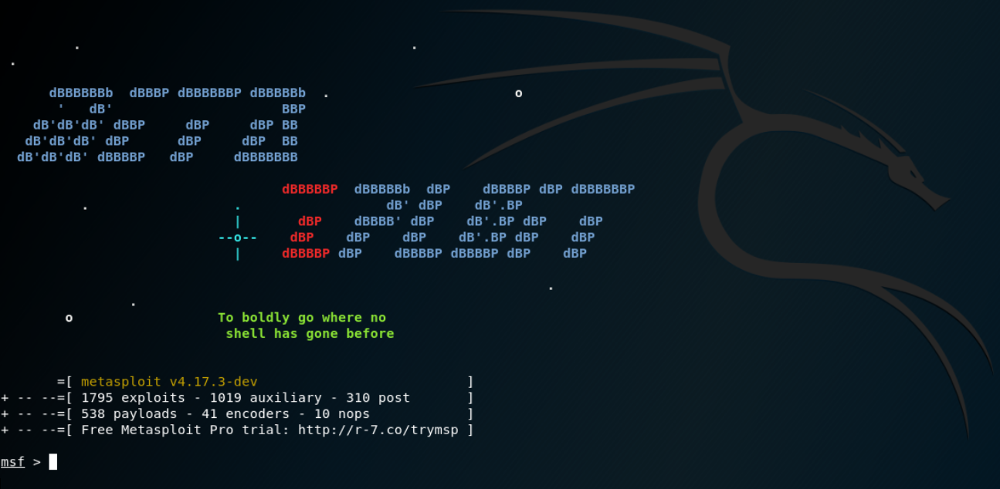 dBBBBBBb  dBBBP dBBBBBBP dBBBBBb  .                       o
'   dB'                     BBP
dB'dB'dB' dBBP     dBP     dBP BB
dB'dB'dB' dBP      dBP     dBP  BB
dB'dB'dB' dBBBBP   dBP     dBBBBBBB
dBBBBBP  dBBBBBb  dBP    dBBBBP dBP dBBBBBBP
.                  dB' dBP    dB'.BP
|       dBP    dBBBB' dBP    dB'.BP dBP    dBP
--o--    dBP    dBP    dBP    dB'.BP dBP    dBP
|     dBBBBP dBP    dBBBBP dBBBBP dBP    dBP
o                  To boldly go where no
shell has gone before
=[ metasploit v4.17.3-dev                          ]
+ -- --=[ 1795 exploits - 1019 auxiliary - 310 post       ]
+ -- --=[ 538 payloads - 41 encoders - 10 nops            ]
+ -- --=[ Free Metasploit Pro trial: http://r-7.co/trymsp ]
msf >